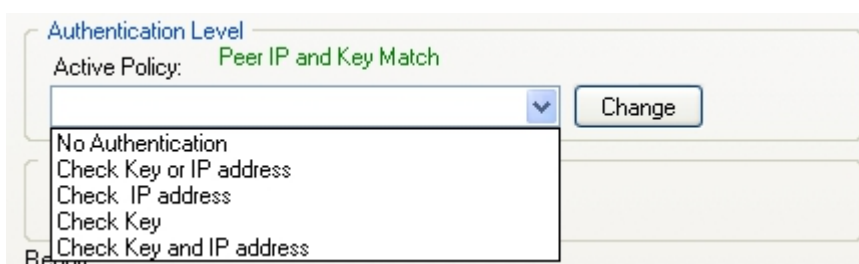 Authentication Level
Active Policy: Peer IP and Key Match
Change
No Authentication
Check Key or IP address
Check  IP address
Check Key
Check Key and IP address